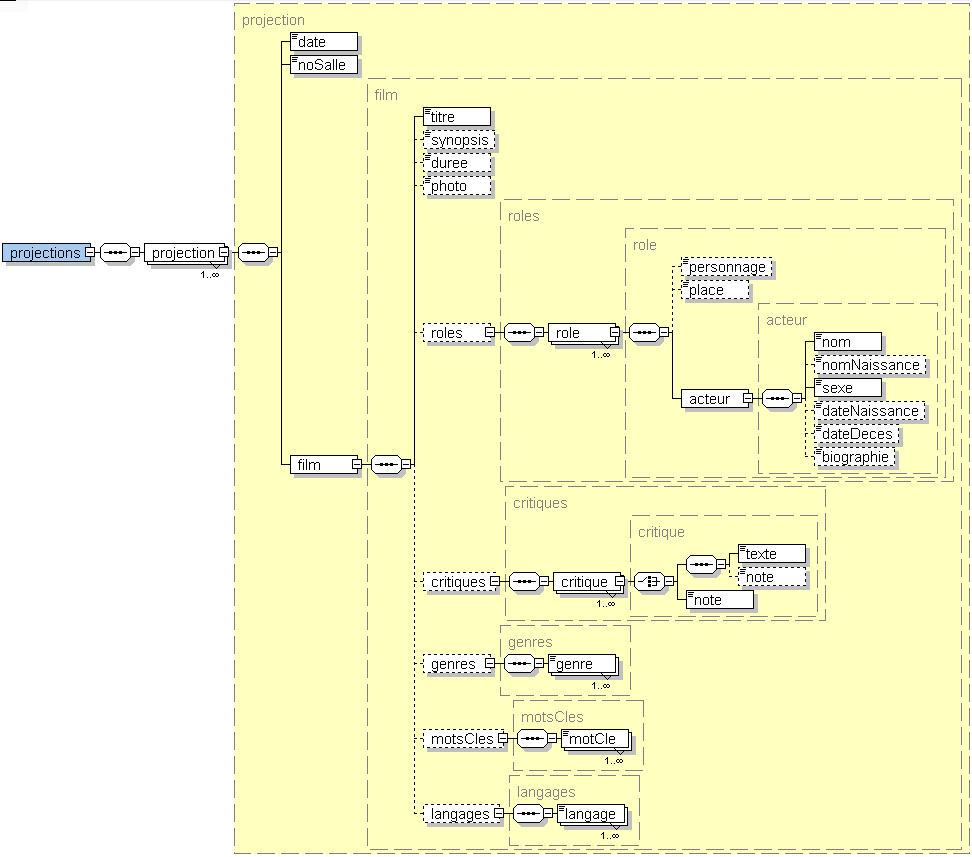 projection
date
noSalle
film
titre
synopsis
duree
photo
roles
role
projections
projection
1..∞
personnage
place
acteur
roles
role
1..∞
nom
nomNaissance
sexe
acteur
dateNaissance
dateDeces
biographie
film
critiques
critique
texte
critiques
critique
note
1..∞
note
genres
genres
genre
1..∞
motsCles
motsCles
motCle
1..∞
langages
langages
langage
1..∞